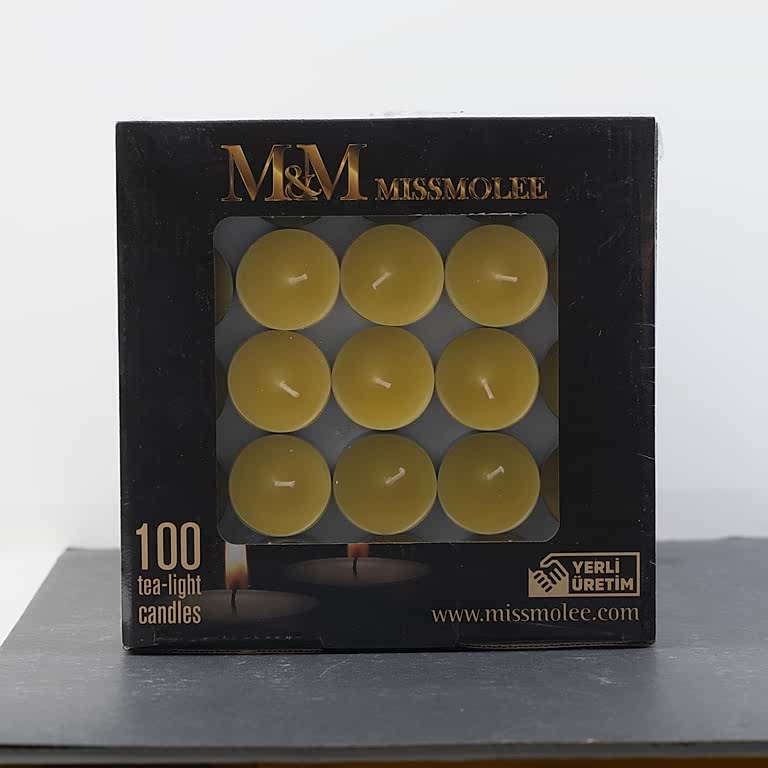 M&M MISSMOLEE
100
tea-light
candles
YERLİ
ÜRETİM
www.missmolee.com